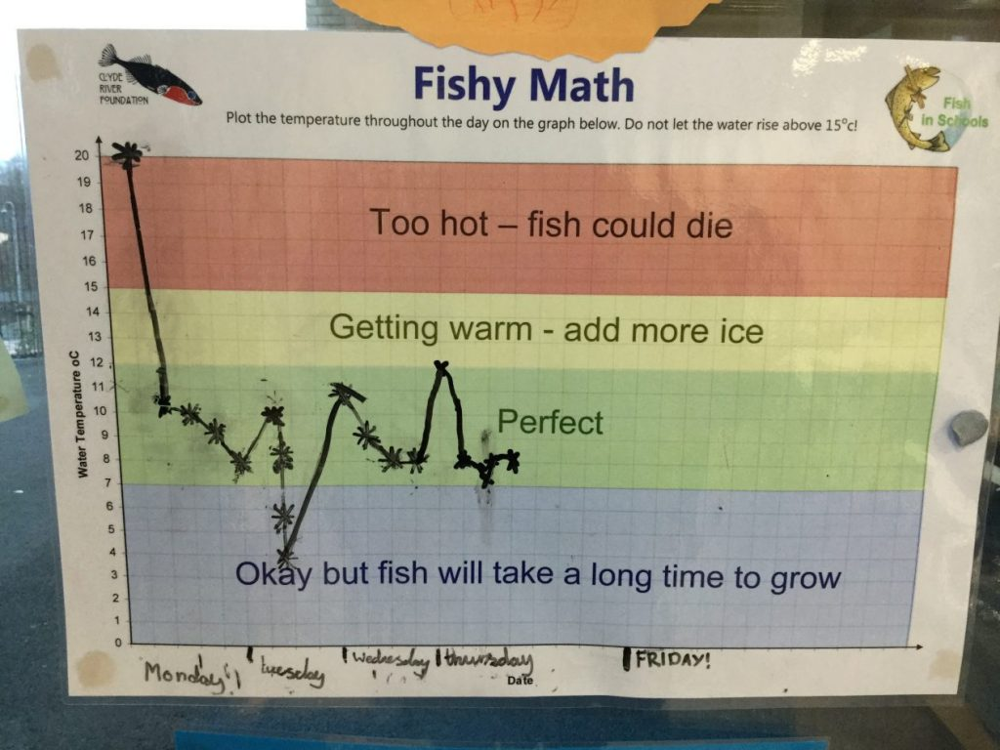 CLYDE
RIVER
FOUNDATION
Fishy Math
Fish
in Schools
Plot the temperature throughout the day on the graph below. Do not let the water rise above 15°c!
Water Temperature oC
20
19
18
17
16
15
14
13
12
11
10
9
8
7
6
5
4
3
2
1
0
Too hot – fish could die
Getting warm - add more ice
Perfect
Okay but fish will take a long time to grow
Monday
tuesday
wednesday
thursday
FRIDAY!
Date